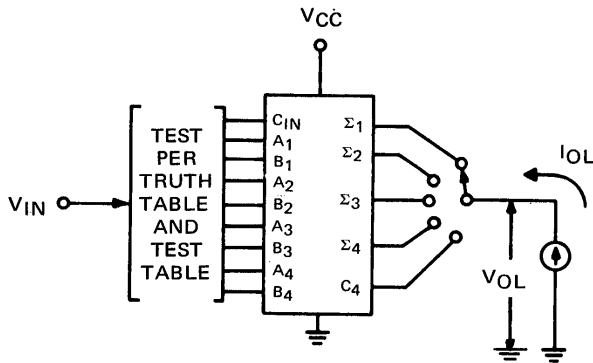 VCC
TEST
PER
TRUTH
TABLE
AND
TEST
TABLE
VIN
CIN
A1
B1
A2
B2
A3
B3
A4
B4
Σ1
Σ2
Σ3
Σ4
C4
IOL
VOL